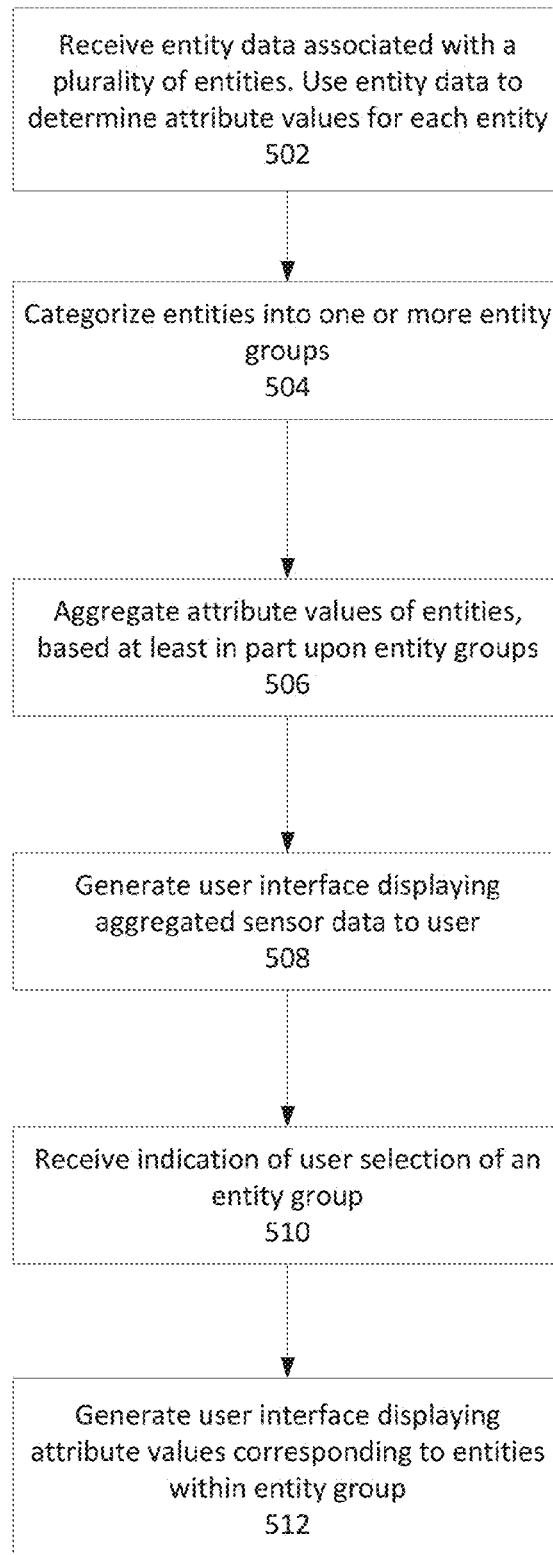 Receive entity data associated with a
plurality of entities. Use entity data to
determine attribute values for each entity
502
Categorize entities into one or more entity
groups
504
Aggregate attribute values of entities,
based at least in part upon entity groups
506
Generate user interface displaying
aggregated sensor data to user
508
Receive indication of user selection of an
entity group
510
Generate user interface displaying
attribute values corresponding to entities
within entity group
512